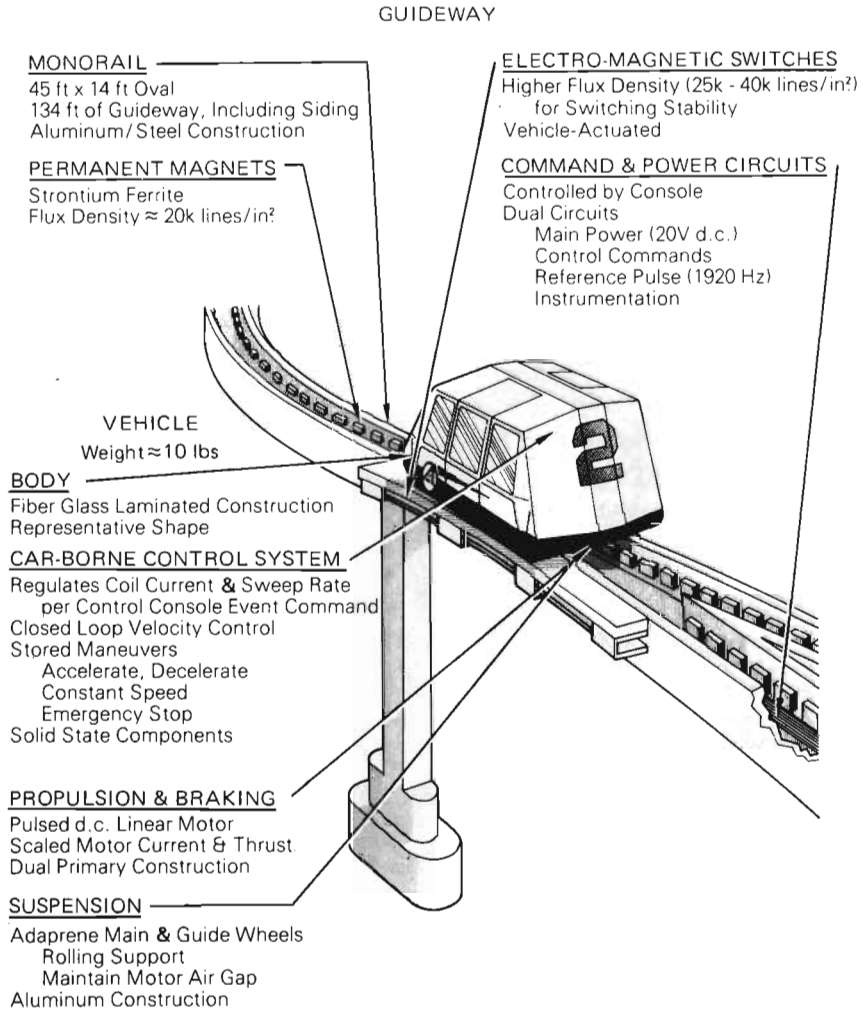 GUIDEWAY
MONORAIL
45 ft x 14 ft Oval
134 ft of Guideway, Including Siding
Aluminum/Steel Construction
PERMANENT MAGNETS
Strontium Ferrite
Flux Density ≈ 20k lines/in²
ELECTRO-MAGNETIC SWITCHES
Higher Flux Density (25k - 40k lines/in²)
for Switching Stability
Vehicle-Actuated
COMMAND & POWER CIRCUITS
Controlled by Console
Dual Circuits
Main Power (20V d.c.)
Control Commands
Reference Pulse (1920 Hz)
Instrumentation
2
VEHICLE
Weight ≈ 10 lbs
BODY
Fiber Glass Laminated Construction
Representative Shape
CAR-BORNE CONTROL SYSTEM
Regulates Coil Current & Sweep Rate
per Control Console Event Command
Closed Loop Velocity Control
Stored Maneuvers
Accelerate, Decelerate
Constant Speed
Emergency Stop
Solid State Components
PROPULSION & BRAKING
Pulsed d.c. Linear Motor
Scaled Motor Current & Thrust
Dual Primary Construction
SUSPENSION
Adaprene Main & Guide Wheels
Rolling Support
Maintain Motor Air Gap
Aluminum Construction